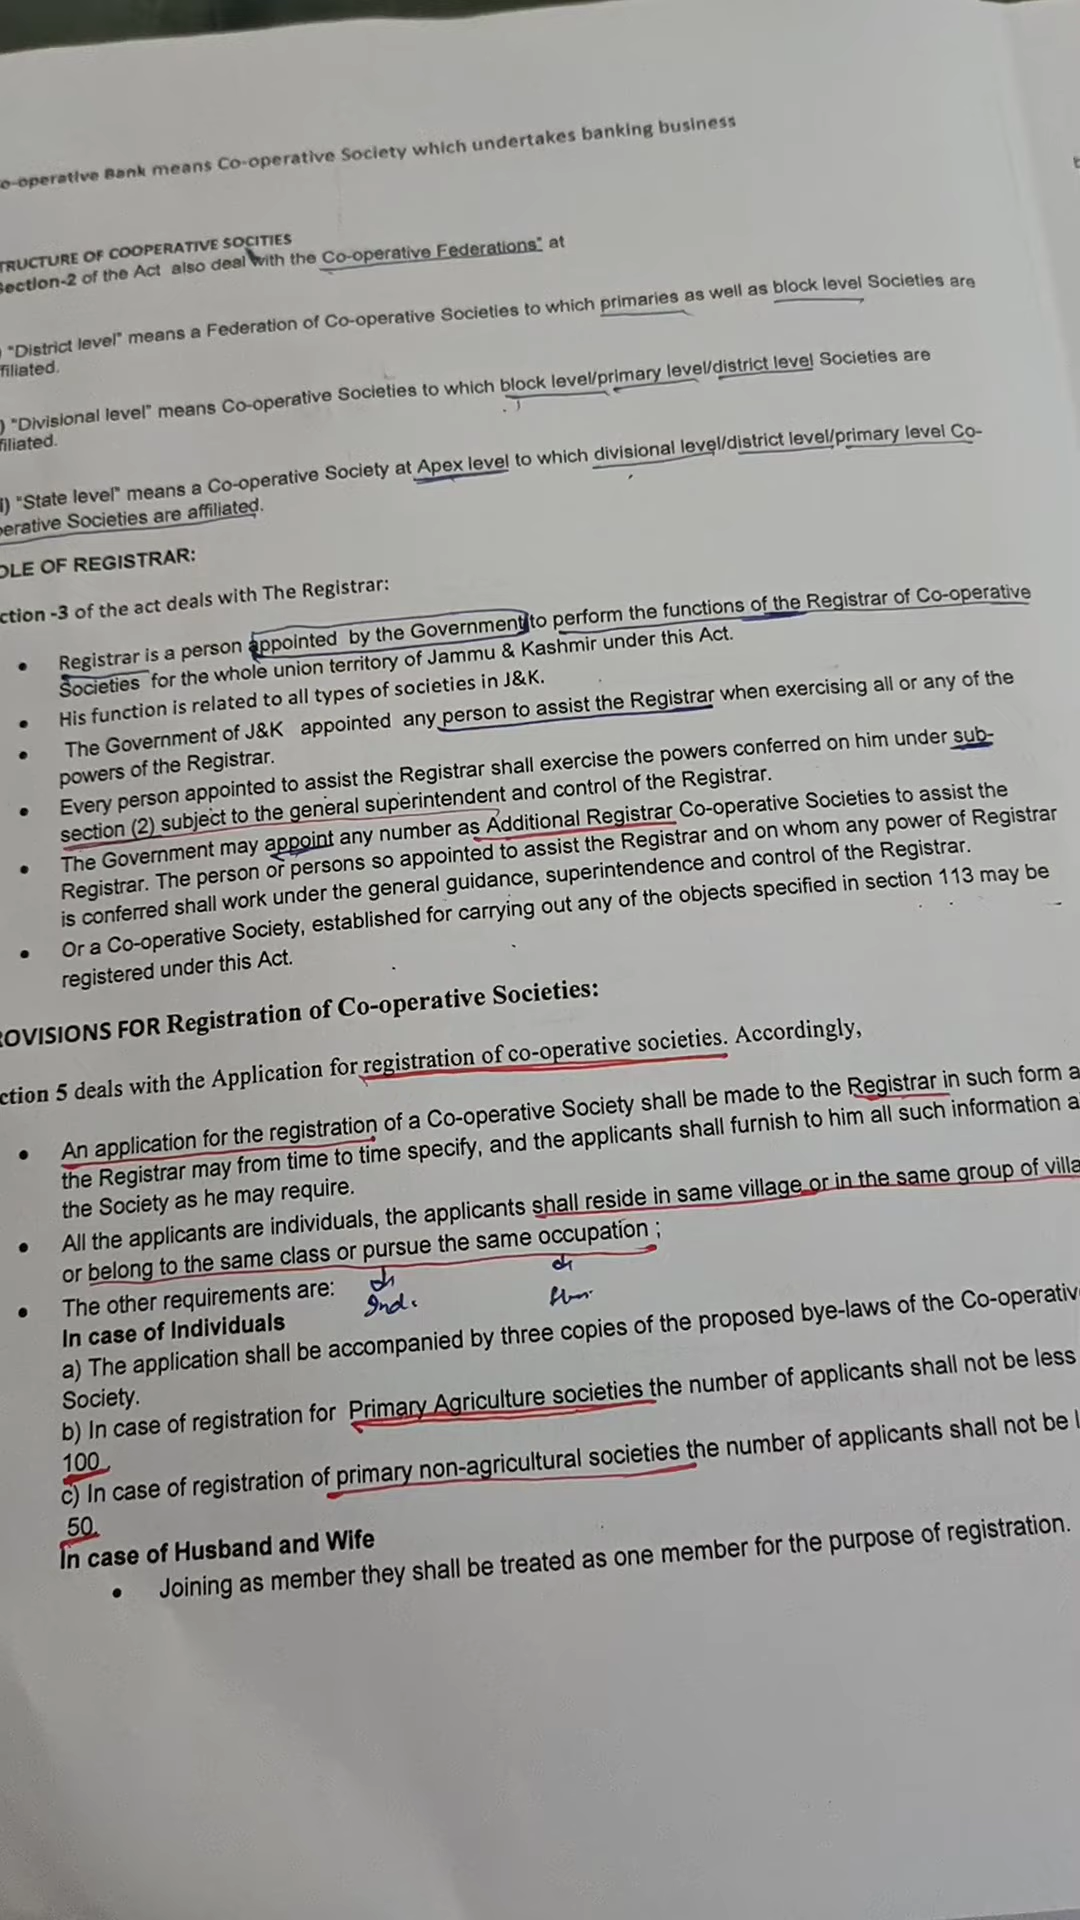 o-operative Bank means Co-operative Society which undertakes banking business
TRUCTURE OF COOPERATIVE SOCITIES
Section-2 of the Act also deal with the Co-operative Federations" at
"District level" means a Federation of Co-operative Societies to which primaries as well as block level Societies are
filiated.
) "Divisional level" means Co-operative Societies to which block level/primary level/district level Societies are
filiated.
i) "State level" means a Co-operative Society at Apex level to which divisional level/district level/primary level Co-
perative Societies are affiliated.
OLE OF REGISTRAR:
ction -3 of the act deals with The Registrar:
• Registrar is a person appointed by the Government to perform the functions of the Registrar of Co-operative
Societies for the whole union territory of Jammu & Kashmir under this Act.
• His function is related to all types of societies in J&K.
• The Government of J&K appointed any person to assist the Registrar when exercising all or any of the
powers of the Registrar.
• Every person appointed to assist the Registrar shall exercise the powers conferred on him under sub-
section (2) subject to the general superintendent and control of the Registrar.
• The Government may appoint any number as Additional Registrar Co-operative Societies to assist the
Registrar. The person or persons so appointed to assist the Registrar and on whom any power of Registrar
is conferred shall work under the general guidance, superintendence and control of the Registrar.
• Or a Co-operative Society, established for carrying out any of the objects specified in section 113 may be
registered under this Act.
ROVISIONS FOR Registration of Co-operative Societies:
ction 5 deals with the Application for registration of co-operative societies. Accordingly,
• An application for the registration of a Co-operative Society shall be made to the Registrar in such form a
the Registrar may from time to time specify, and the applicants shall furnish to him all such information a
the Society as he may require.
• All the applicants are individuals, the applicants shall reside in same village or in the same group of villa
or belong to the same class or pursue the same occupation ;
• The other requirements are:
Ind.
In case of Individuals
a) The application shall be accompanied by three copies of the proposed bye-laws of the Co-operativ
Society.
b) In case of registration for Primary Agriculture societies the number of applicants shall not be less
100
c) In case of registration of primary non-agricultural societies the number of applicants shall not be l
50.
In case of Husband and Wife
• Joining as member they shall be treated as one member for the purpose of registration.